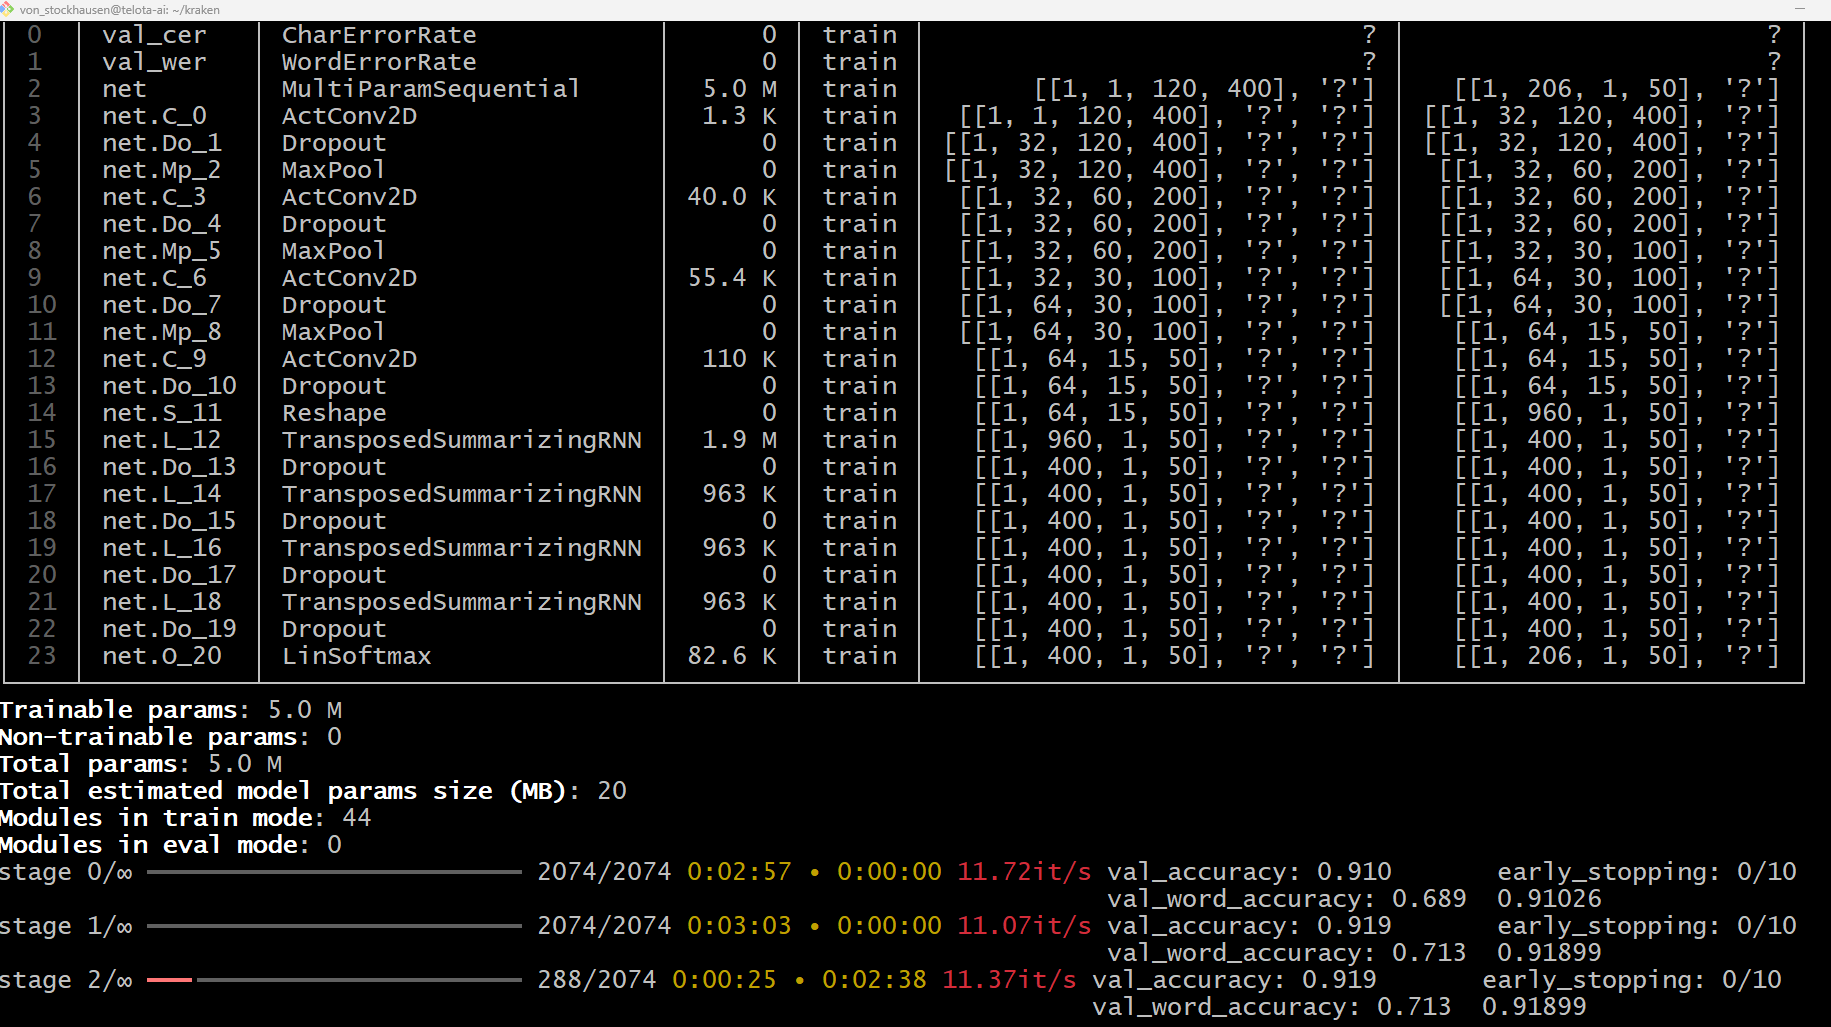 von_stockhausen@telota-ai: ~/kraken
0 val_cer CharErrorRate 0 train ? ?
1 val_wer WordErrorRate 0 train ? ?
2 net MultiParamSequential 5.0 M train [[1, 1, 120, 400], '?'] [[1, 206, 1, 50], '?']
3 net.C_0 ActConv2D 1.3 K train [[1, 1, 120, 400], '?', '?'] [[1, 32, 120, 400], '?']
4 net.Do_1 Dropout 0 train [[1, 32, 120, 400], '?', '?'] [[1, 32, 120, 400], '?']
5 net.Mp_2 MaxPool 0 train [[1, 32, 120, 400], '?', '?'] [[1, 32, 60, 200], '?']
6 net.C_3 ActConv2D 40.0 K train [[1, 32, 60, 200], '?', '?'] [[1, 32, 60, 200], '?']
7 net.Do_4 Dropout 0 train [[1, 32, 60, 200], '?', '?'] [[1, 32, 60, 200], '?']
8 net.Mp_5 MaxPool 0 train [[1, 32, 60, 200], '?', '?'] [[1, 32, 30, 100], '?']
9 net.C_6 ActConv2D 55.4 K train [[1, 32, 30, 100], '?', '?'] [[1, 64, 30, 100], '?']
10 net.Do_7 Dropout 0 train [[1, 64, 30, 100], '?', '?'] [[1, 64, 30, 100], '?']
11 net.Mp_8 MaxPool 0 train [[1, 64, 30, 100], '?', '?'] [[1, 64, 15, 50], '?']
12 net.C_9 ActConv2D 110 K train [[1, 64, 15, 50], '?', '?'] [[1, 64, 15, 50], '?']
13 net.Do_10 Dropout 0 train [[1, 64, 15, 50], '?', '?'] [[1, 64, 15, 50], '?']
14 net.S_11 Reshape 0 train [[1, 64, 15, 50], '?', '?'] [[1, 960, 1, 50], '?']
15 net.L_12 TransposedSummarizingRNN 1.9 M train [[1, 960, 1, 50], '?', '?'] [[1, 400, 1, 50], '?']
16 net.Do_13 Dropout 0 train [[1, 400, 1, 50], '?', '?'] [[1, 400, 1, 50], '?']
17 net.L_14 TransposedSummarizingRNN 963 K train [[1, 400, 1, 50], '?', '?'] [[1, 400, 1, 50], '?']
18 net.Do_15 Dropout 0 train [[1, 400, 1, 50], '?', '?'] [[1, 400, 1, 50], '?']
19 net.L_16 TransposedSummarizingRNN 963 K train [[1, 400, 1, 50], '?', '?'] [[1, 400, 1, 50], '?']
20 net.Do_17 Dropout 0 train [[1, 400, 1, 50], '?', '?'] [[1, 400, 1, 50], '?']
21 net.L_18 TransposedSummarizingRNN 963 K train [[1, 400, 1, 50], '?', '?'] [[1, 400, 1, 50], '?']
22 net.Do_19 Dropout 0 train [[1, 400, 1, 50], '?', '?'] [[1, 400, 1, 50], '?']
23 net.O_20 LinSoftmax 82.6 K train [[1, 400, 1, 50], '?', '?'] [[1, 206, 1, 50], '?']
Trainable params: 5.0 M
Non-trainable params: 0
Total params: 5.0 M
Total estimated model params size (MB): 20
Modules in train mode: 44
Modules in eval mode: 0
stage 0/∞ 2074/2074 0:02:57 • 0:00:00 11.72it/s val_accuracy: 0.910 early_stopping: 0/10
val_word_accuracy: 0.689 0.91026
stage 1/∞ 2074/2074 0:03:03 • 0:00:00 11.07it/s val_accuracy: 0.919 early_stopping: 0/10
val_word_accuracy: 0.713 0.91899
stage 2/∞ 288/2074 0:00:25 • 0:02:38 11.37it/s val_accuracy: 0.919 early_stopping: 0/10
val_word_accuracy: 0.713 0.91899